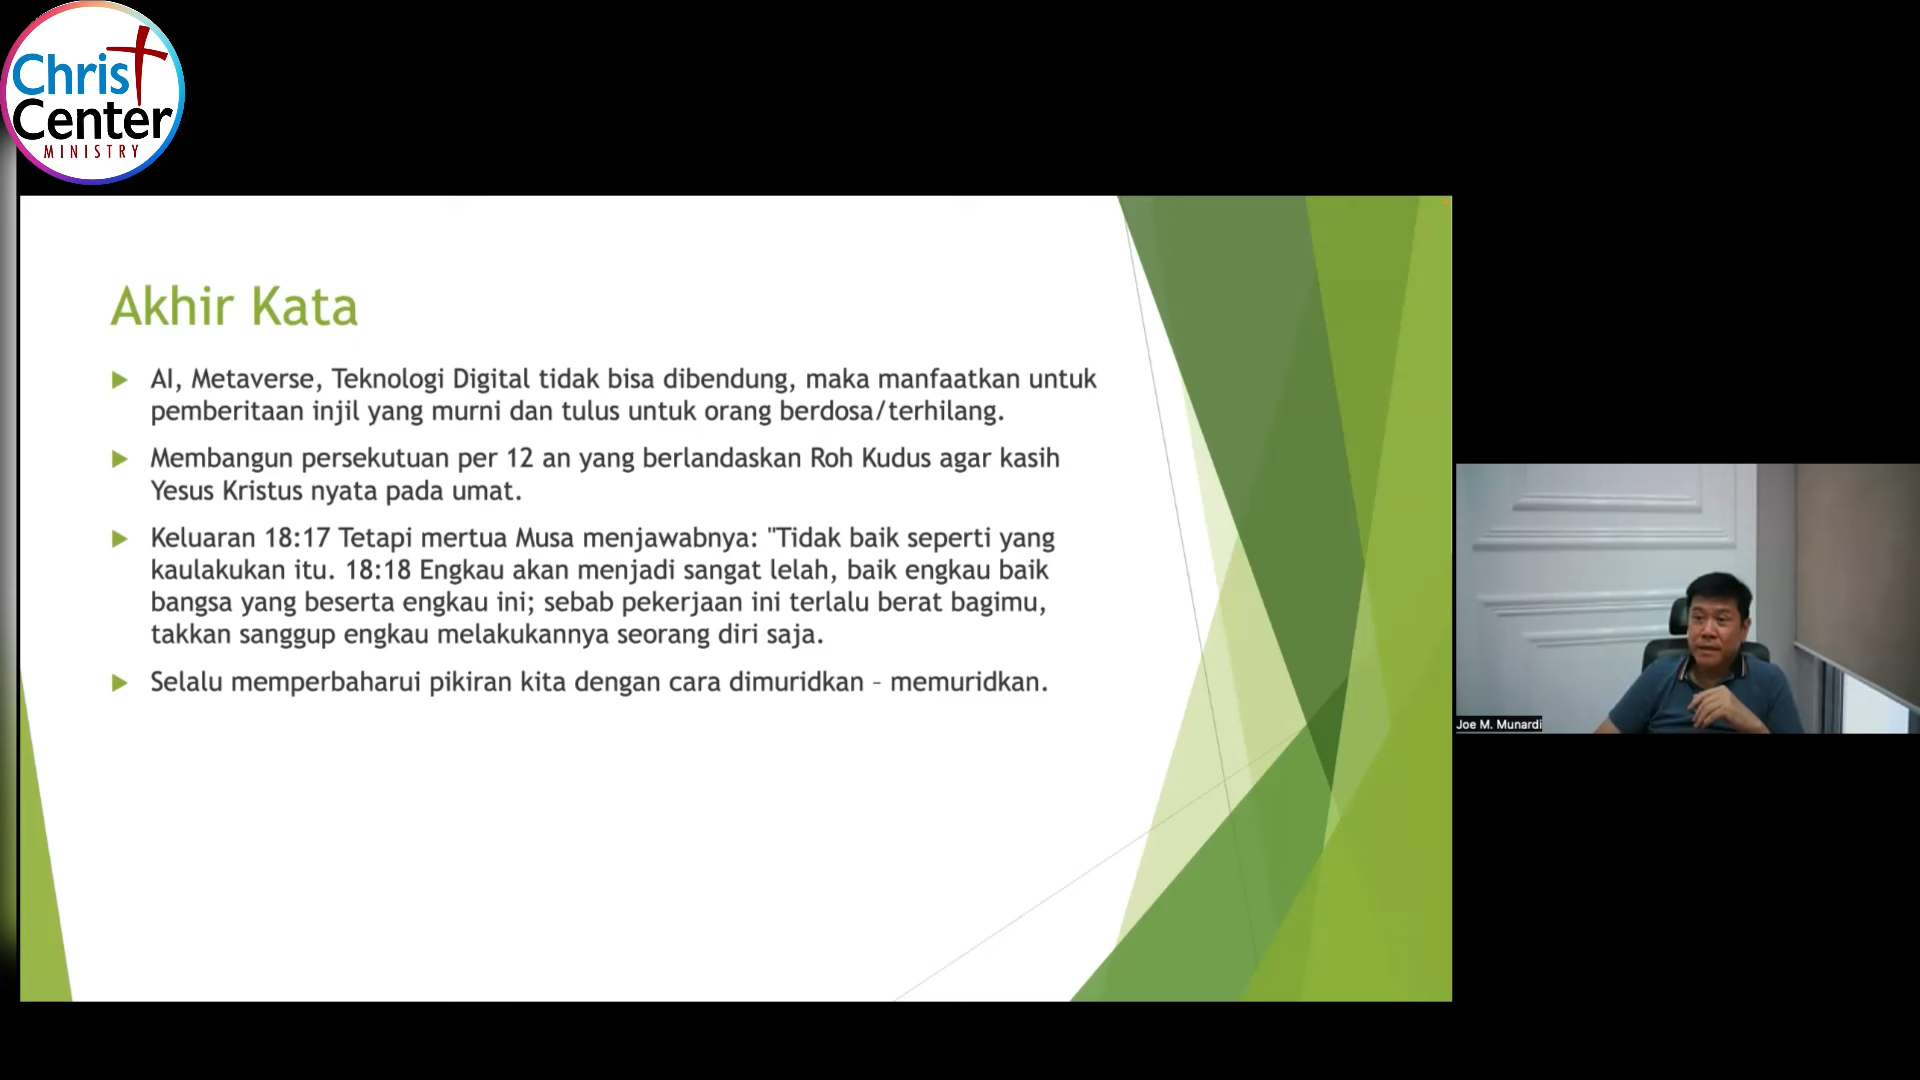 Christ
Center
MINISTRY
Akhir Kata
AI, Metaverse, Teknologi Digital tidak bisa dibendung, maka manfaatkan untuk
pemberitaan injil yang murni dan tulus untuk orang berdosa/terhilang.
Membangun persekutuan per 12 an yang berlandaskan Roh Kudus agar kasih
Yesus Kristus nyata pada umat.
Keluaran 18:17 Tetapi mertua Musa menjawabnya: "Tidak baik seperti yang
kaulakukan itu. 18:18 Engkau akan menjadi sangat lelah, baik engkau baik
bangsa yang beserta engkau ini; sebab pekerjaan ini terlalu berat bagimu,
takkan sanggup engkau melakukannya seorang diri saja.
Selalu memperbaharui pikiran kita dengan cara dimuridkan – memuridkan.
Joe M. Munardi